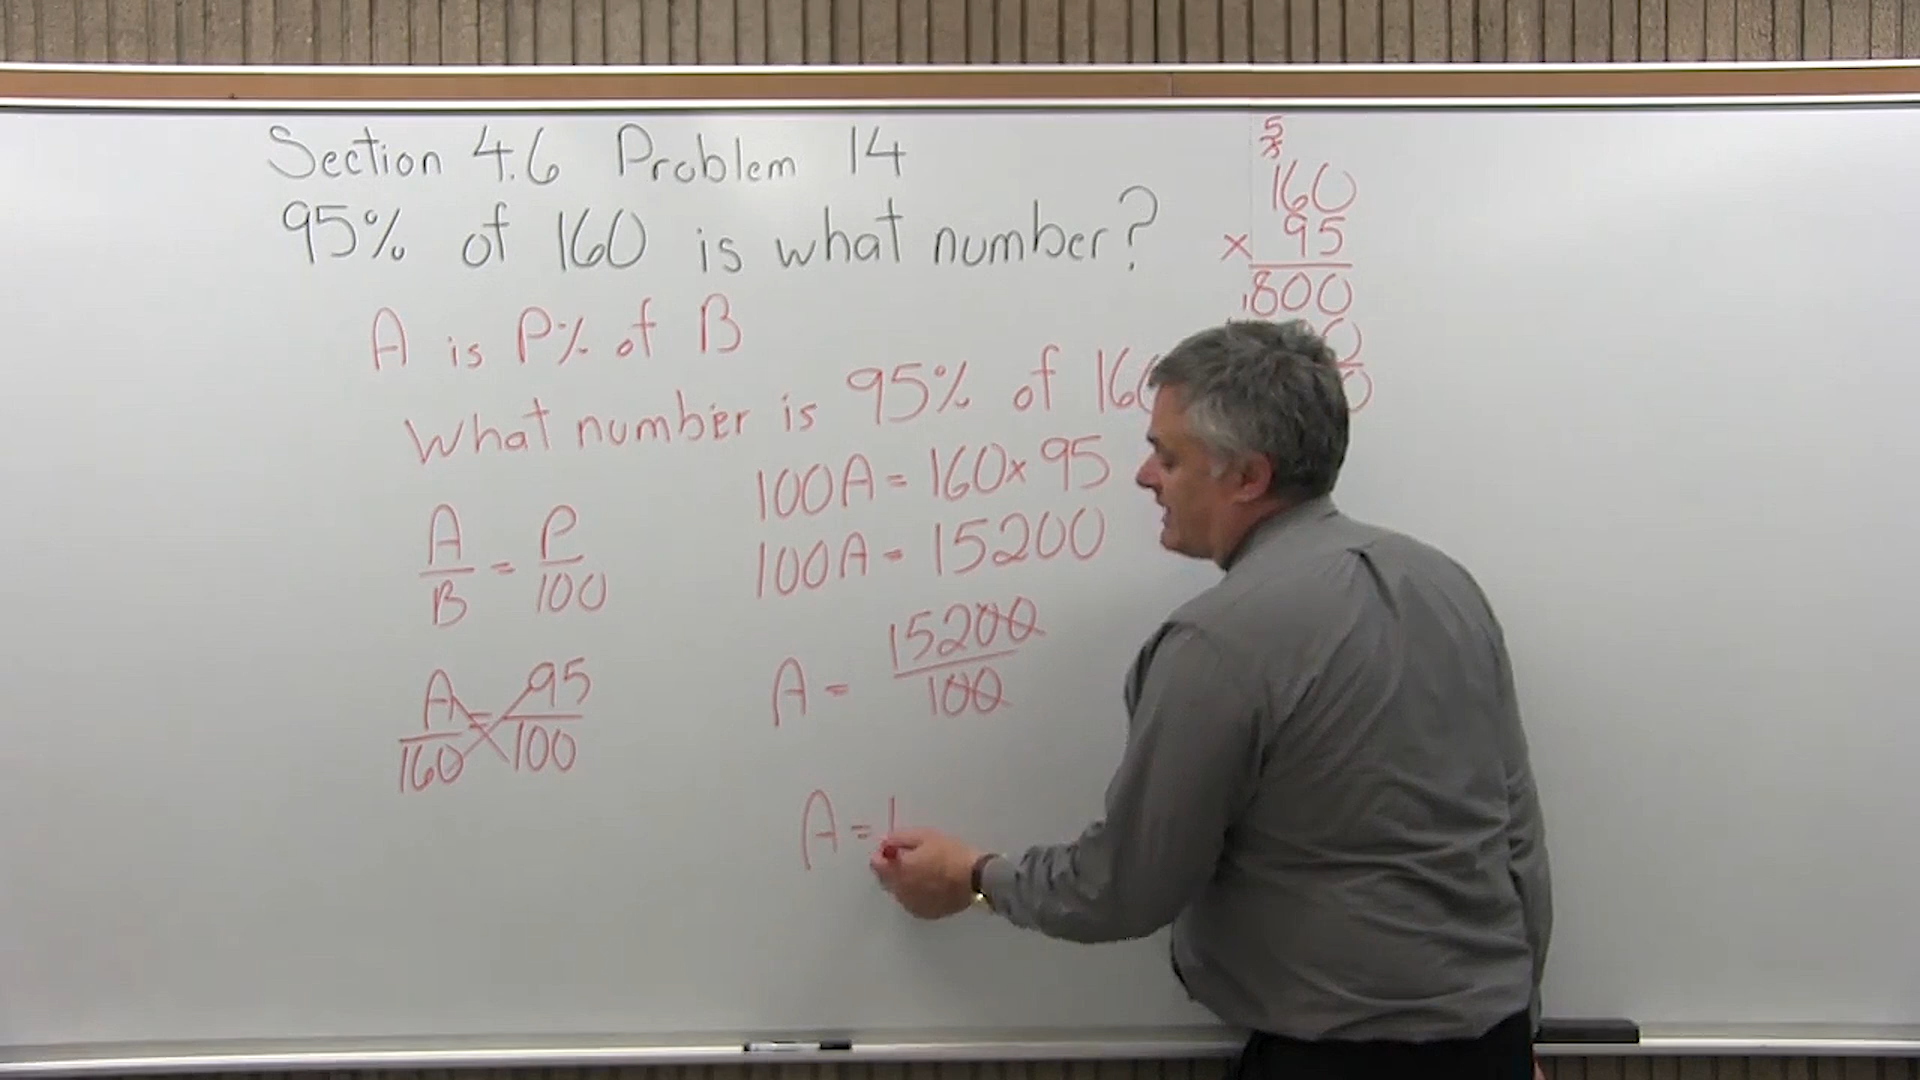 Section 4.6 Problem 14
95% of 160 is what number?
A is P% of B
What number is 95% of
100A = 160 x 95
100A = 15200
A/B = P/100
A = 15200/100
A/160 = 95/100
A = 1
5
160
x 95
800